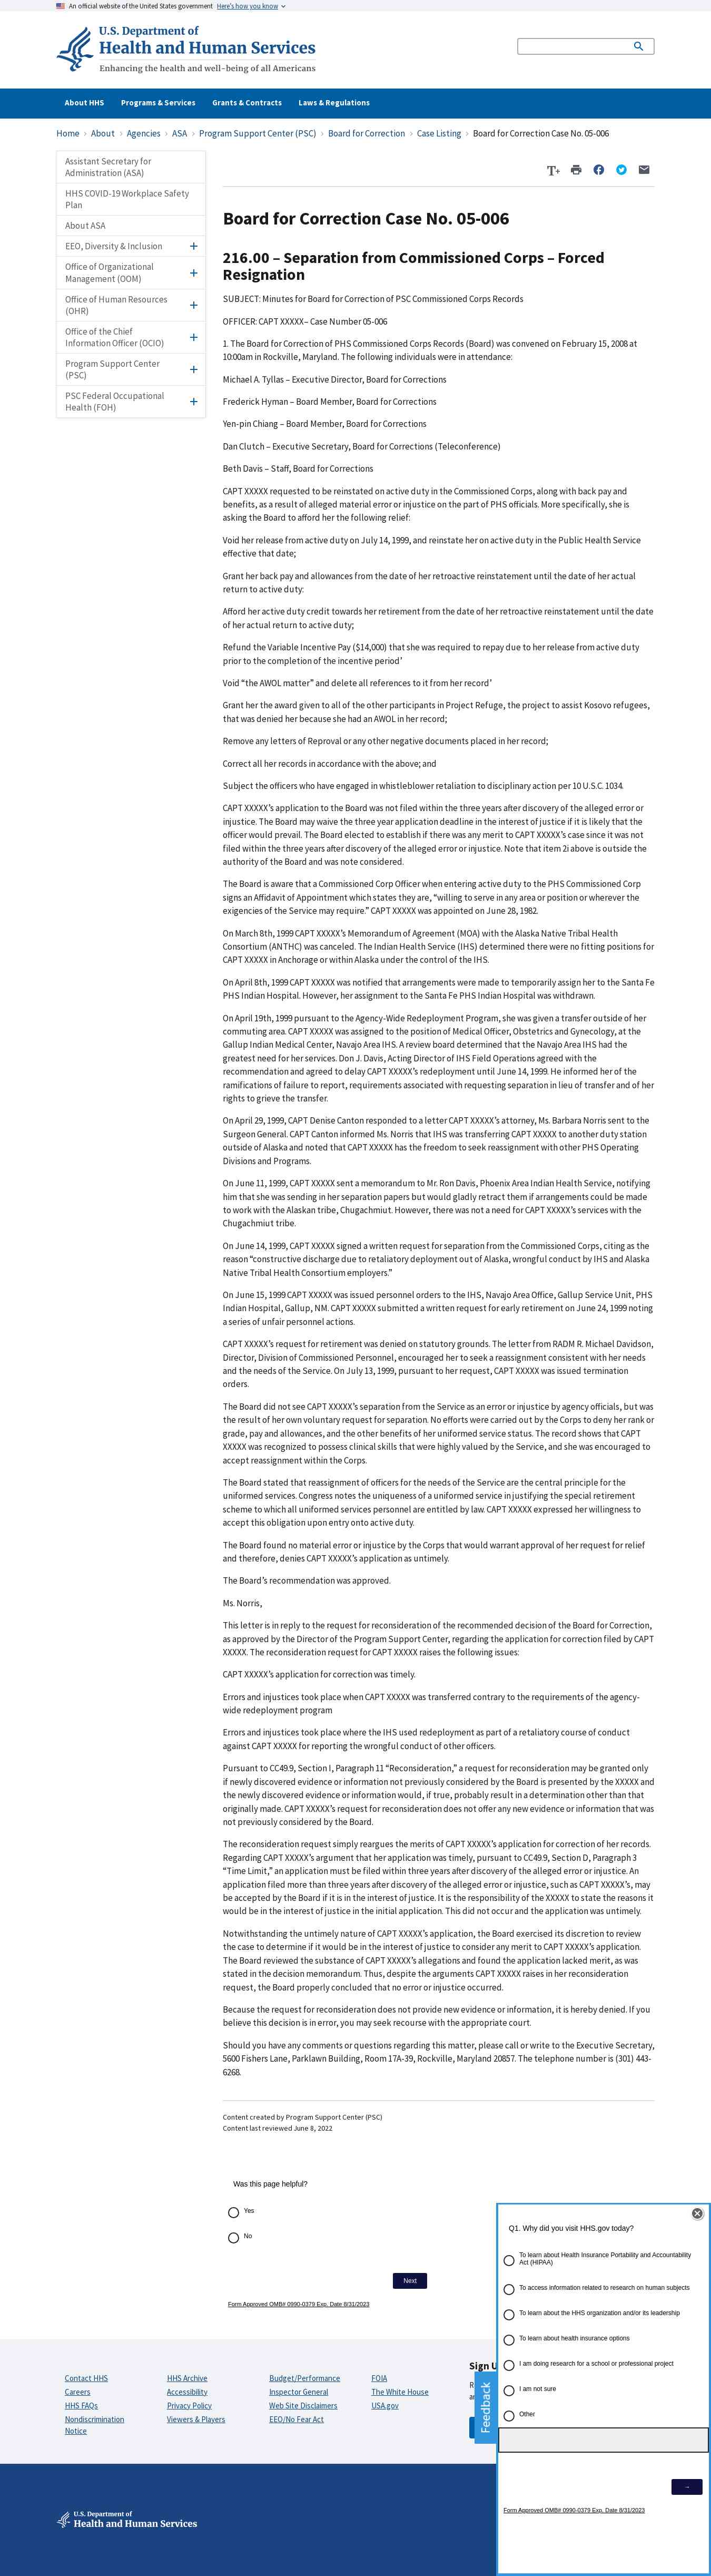 An official website of the United States government Here's how you know
U.S. Department of
Health and Human Services
Enhancing the health and well-being of all Americans
About HHS Programs & Services Grants & Contracts Laws & Regulations
Home > About > Agencies > ASA > Program Support Center (PSC) > Board for Correction > Case Listing > Board for Correction Case No. 05-006
Assistant Secretary for
Administration (ASA)
HHS COVID-19 Workplace Safety
Plan
About ASA
EEO, Diversity & Inclusion
Office of Organizational
Management (OOM)
Office of Human Resources
(OHR)
Office of the Chief
Information Officer (OCIO)
Program Support Center
(PSC)
PSC Federal Occupational
Health (FOH)
T+
Board for Correction Case No. 05-006
216.00 – Separation from Commissioned Corps – Forced
Resignation
SUBJECT: Minutes for Board for Correction of PSC Commissioned Corps Records
OFFICER: CAPT XXXXX– Case Number 05-006
1. The Board for Correction of PHS Commissioned Corps Records (Board) was convened on February 15, 2008 at
10:00am in Rockville, Maryland. The following individuals were in attendance:
Michael A. Tyllas – Executive Director, Board for Corrections
Frederick Hyman – Board Member, Board for Corrections
Yen-pin Chiang – Board Member, Board for Corrections
Dan Clutch – Executive Secretary, Board for Corrections (Teleconference)
Beth Davis – Staff, Board for Corrections
CAPT XXXXX requested to be reinstated on active duty in the Commissioned Corps, along with back pay and
benefits, as a result of alleged material error or injustice on the part of PHS officials. More specifically, she is
asking the Board to afford her the following relief:
Void her release from active duty on July 14, 1999, and reinstate her on active duty in the Public Health Service
effective that date;
Grant her back pay and allowances from the date of her retroactive reinstatement until the date of her actual
return to active duty:
Afford her active duty credit towards her retirement from the date of her retroactive reinstatement until the date
of her actual return to active duty;
Refund the Variable Incentive Pay ($14,000) that she was required to repay due to her release from active duty
prior to the completion of the incentive period’
Void “the AWOL matter” and delete all references to it from her record’
Grant her the award given to all of the other participants in Project Refuge, the project to assist Kosovo refugees,
that was denied her because she had an AWOL in her record;
Remove any letters of Reproval or any other negative documents placed in her record;
Correct all her records in accordance with the above; and
Subject the officers who have engaged in whistleblower retaliation to disciplinary action per 10 U.S.C. 1034.
CAPT XXXXX’s application to the Board was not filed within three years after discovery of the alleged error or
injustice. The Board may waive the three year application deadline in the interest of justice if it is likely that the
officer would prevail. The Board elected to establish if there was any merit to CAPT XXXXX’s case since it was not
filed within the three years after discovery of the alleged error or injustice. Note that item 2i above is outside the
authority of the Board and was note considered.
The Board is aware that a Commissioned Corp Officer when entering active duty to the PHS Commissioned Corp
signs an Affidavit of Appointment which states they are, “willing to serve in any area or position or wherever the
exigencies of the Service may require.” CAPT XXXXX was appointed on June 28, 1982.
On March 8th, 1999 CAPT XXXXX’s Memorandum of Agreement (MOA) with the Alaska Native Tribal Health
Consortium (ANTHC) was canceled. The Indian Health Service (IHS) determined there were no fitting positions for
CAPT XXXXX in Anchorage or within Alaska under the control of the IHS.
On April 8th, 1999 CAPT XXXXX was notified that arrangements were made to temporarily assign her to the Santa Fe
PHS Indian Hospital. However, her assignment to the Santa Fe PHS Indian Hospital was withdrawn.
On April 19th, 1999 pursuant to the Agency-Wide Redeployment Program, she was given a transfer outside of her
commuting area. CAPT XXXXX was assigned to the position of Medical Officer, Obstetrics and Gynecology, at the
Gallup Indian Medical Center, Navajo Area IHS. A review board determined that the Navajo Area IHS had the
greatest need for her services. Don J. Davis, Acting Director of IHS Field Operations agreed with the
recommendation and agreed to delay CAPT XXXXX’s redeployment until June 14, 1999. He informed her of the
ramifications of failure to report, requirements associated with requesting separation in lieu of transfer and of her
rights to grieve the transfer.
On April 29, 1999, CAPT Denise Canton responded to a letter CAPT XXXXX’s attorney, Ms. Barbara Norris sent to the
Surgeon General. CAPT Canton informed Ms. Norris that IHS was transferring CAPT XXXXX to another duty station
outside of Alaska and noted that CAPT XXXXX has the freedom to seek reassignment with other PHS Operating
Divisions and Programs.
On June 11, 1999, CAPT XXXXX sent a memorandum to Mr. Ron Davis, Phoenix Area Indian Health Service, notifying
him that she was sending in her separation papers but would gladly retract them if arrangements could be made
to work with the Alaskan tribe, Chugachmiut. However, there was not a need for CAPT XXXXX’s services with the
Chugachmiut tribe.
On June 14, 1999, CAPT XXXXX signed a written request for separation from the Commissioned Corps, citing as the
reason “constructive discharge due to retaliatory redeployment out of Alaska, wrongful conduct by IHS and Alaska
Native Tribal Health Consortium employers.”
On June 15, 1999 CAPT XXXXX was issued personnel orders to the IHS, Navajo Area Office, Gallup Service Unit, PHS
Indian Hospital, Gallup, NM. CAPT XXXXX submitted a written request for early retirement on June 24, 1999 noting
a series of unfair personnel actions.
CAPT XXXXX’s request for retirement was denied on statutory grounds. The letter from RADM R. Michael Davidson,
Director, Division of Commissioned Personnel, encouraged her to seek a reassignment consistent with her needs
and the needs of the Service. On July 13, 1999, pursuant to her request, CAPT XXXXX was issued termination
orders.
The Board did not see CAPT XXXXX’s separation from the Service as an error or injustice by agency officials, but was
the result of her own voluntary request for separation. No efforts were carried out by the Corps to deny her rank or
grade, pay and allowances, and the other benefits of her uniformed service status. The record shows that CAPT
XXXXX was recognized to possess clinical skills that were highly valued by the Service, and she was encouraged to
accept reassignment within the Corps.
The Board stated that reassignment of officers for the needs of the Service are the central principle for the
uniformed services. Congress notes the uniqueness of a uniformed service in justifying the special retirement
scheme to which all uniformed services personnel are entitled by law. CAPT XXXXX expressed her willingness to
accept this obligation upon entry onto active duty.
The Board found no material error or injustice by the Corps that would warrant approval of her request for relief
and therefore, denies CAPT XXXXX’s application as untimely.
The Board’s recommendation was approved.
Ms. Norris,
This letter is in reply to the request for reconsideration of the recommended decision of the Board for Correction,
as approved by the Director of the Program Support Center, regarding the application for correction filed by CAPT
XXXXX. The reconsideration request for CAPT XXXXX raises the following issues:
CAPT XXXXX’s application for correction was timely.
Errors and injustices took place when CAPT XXXXX was transferred contrary to the requirements of the agency-
wide redeployment program
Errors and injustices took place where the IHS used redeployment as part of a retaliatory course of conduct
against CAPT XXXXX for reporting the wrongful conduct of other officers.
Pursuant to CC49.9, Section I, Paragraph 11 “Reconsideration,” a request for reconsideration may be granted only
if newly discovered evidence or information not previously considered by the Board is presented by the XXXXX and
the newly discovered evidence or information would, if true, probably result in a determination other than that
originally made. CAPT XXXXX’s request for reconsideration does not offer any new evidence or information that was
not previously considered by the Board.
The reconsideration request simply reargues the merits of CAPT XXXXX’s application for correction of her records.
Regarding CAPT XXXXX’s argument that her application was timely, pursuant to CC49.9, Section D, Paragraph 3
“Time Limit,” an application must be filed within three years after discovery of the alleged error or injustice. An
application filed more than three years after discovery of the alleged error or injustice, such as CAPT XXXXX’s, may
be accepted by the Board if it is in the interest of justice. It is the responsibility of the XXXXX to state the reasons it
would be in the interest of justice in the initial application. This did not occur and the application was untimely.
Notwithstanding the untimely nature of CAPT XXXXX’s application, the Board exercised its discretion to review
the case to determine if it would be in the interest of justice to consider any merit to CAPT XXXXX’s application.
The Board reviewed the substance of CAPT XXXXX’s allegations and found the application lacked merit, as was
stated in the decision memorandum. Thus, despite the arguments CAPT XXXXX raises in her reconsideration
request, the Board properly concluded that no error or injustice occurred.
Because the request for reconsideration does not provide new evidence or information, it is hereby denied. If you
believe this decision is in error, you may seek recourse with the appropriate court.
Should you have any comments or questions regarding this matter, please call or write to the Executive Secretary,
5600 Fishers Lane, Parklawn Building, Room 17A-39, Rockville, Maryland 20857. The telephone number is (301) 443-
6268.
Content created by Program Support Center (PSC)
Content last reviewed June 8, 2022
Was this page helpful?
Yes
No
Next
Form Approved OMB# 0990-0379 Exp. Date 8/31/2023
Q1. Why did you visit HHS.gov today?
To learn about Health Insurance Portability and Accountability
Act (HIPAA)
To access information related to research on human subjects
To learn about the HHS organization and/or its leadership
To learn about health insurance options
I am doing research for a school or professional project
I am not sure
Other
→
Form Approved OMB# 0990-0379 Exp. Date 8/31/2023
Feedback
Contact HHS
Careers
HHS FAQs
Nondiscrimination
Notice
HHS Archive
Accessibility
Privacy Policy
Viewers & Players
Budget/Performance
Inspector General
Web Site Disclaimers
EEO/No Fear Act
FOIA
The White House
USA.gov
Sign U
U.S. Department of
Health and Human Services